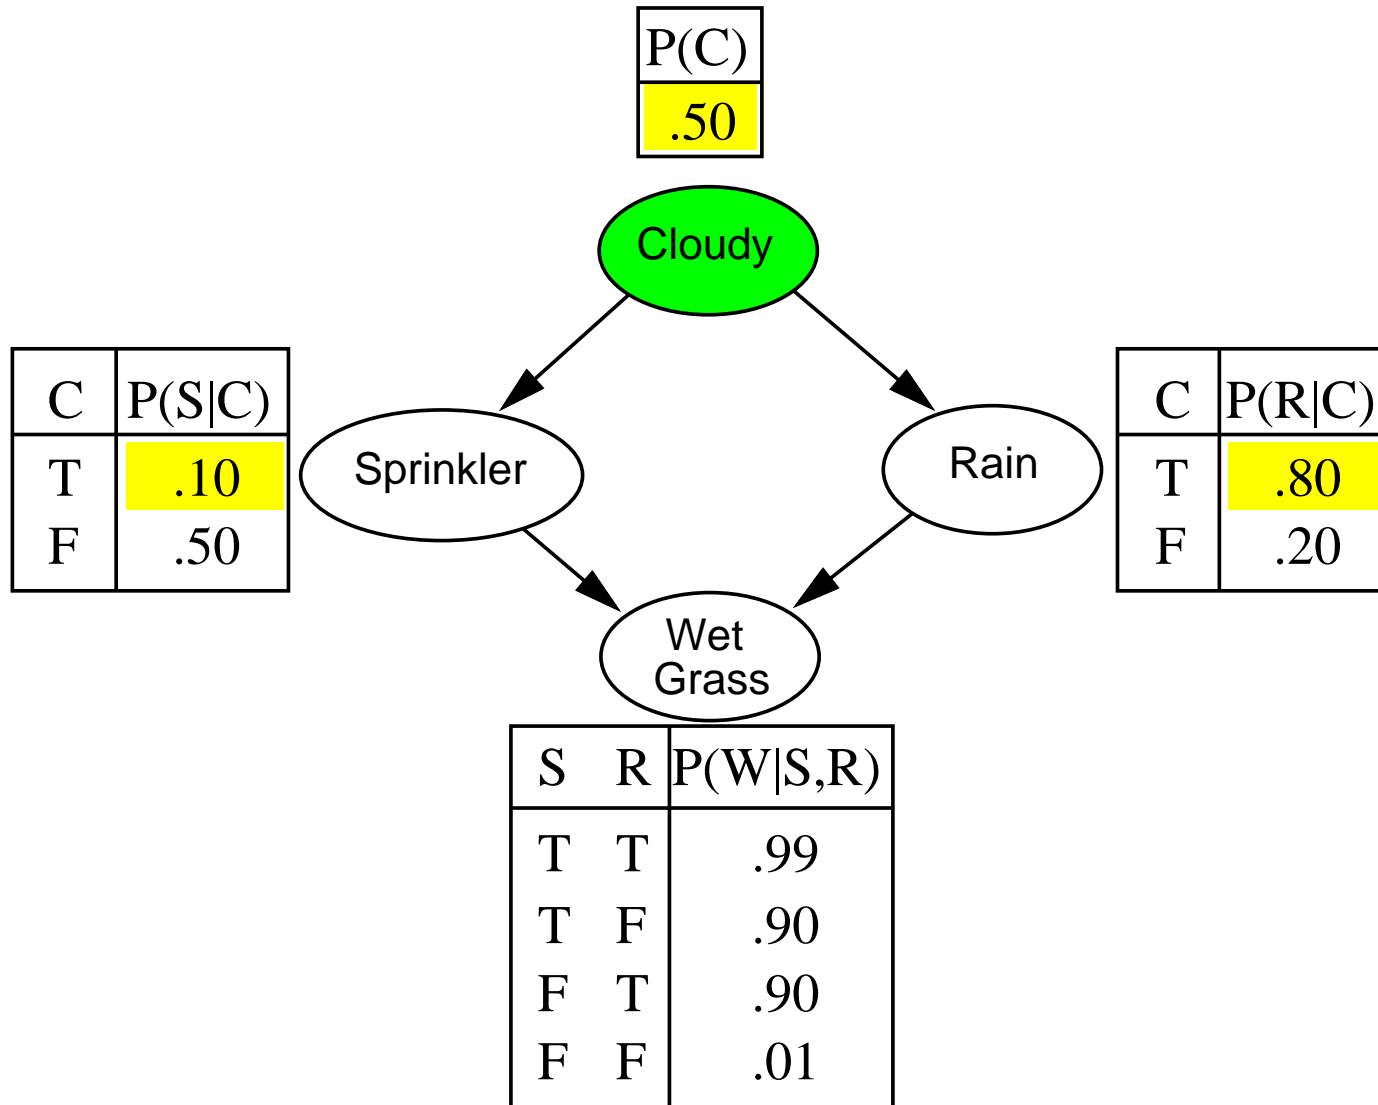 P(C)
.50
Cloudy
C P(S|C)
T .10
F .50
Sprinkler
Rain
C P(R|C)
T .80
F .20
Wet
Grass
S R P(W|S,R)
T T .99
T F .90
F T .90
F F .01